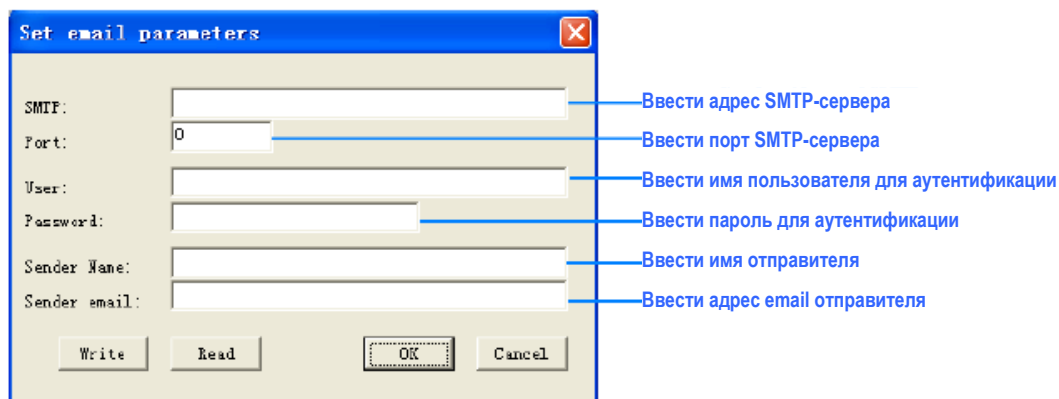 Set email parameters
SMTP: Ввести адрес SMTP-сервера
Port: 0 Ввести порт SMTP-сервера
User: Ввести имя пользователя для аутентификации
Password: Ввести пароль для аутентификации
Sender Name: Ввести имя отправителя
Sender email: Ввести адрес email отправителя
Write Read OK Cancel